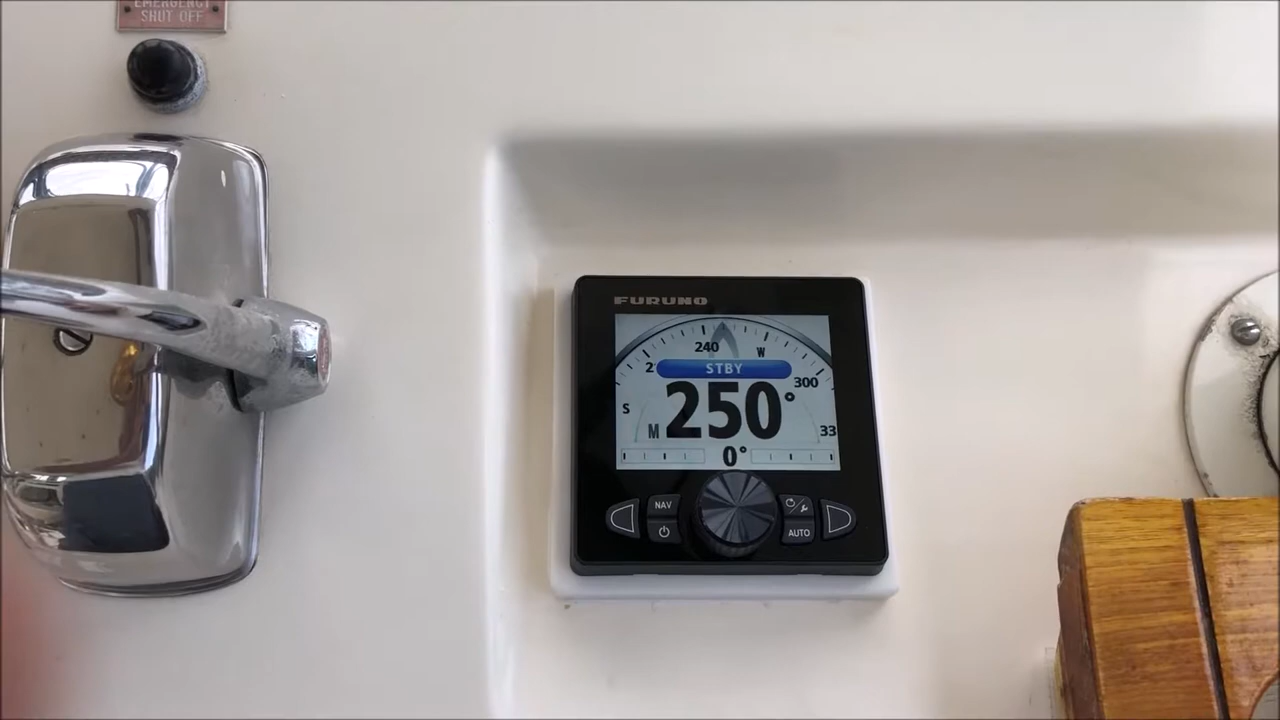 EMERGENCY
SHUT OFF
FURUNO
240
W
2
STBY
300
S
M 250°
33
0°
NAV
AUTO